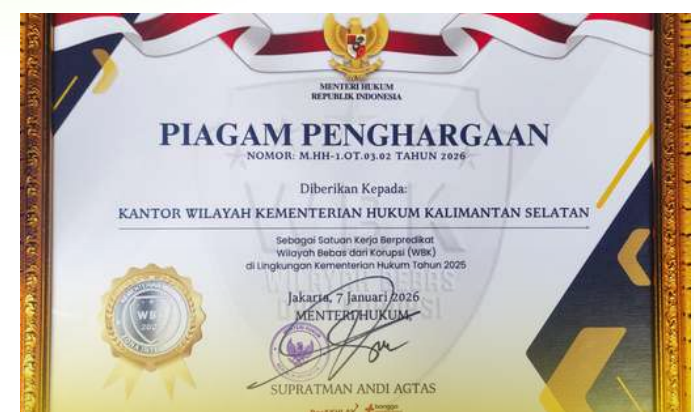 MENTERI HUKUM
REPUBLIK INDONESIA
PIAGAM PENGHARGAAN
NOMOR: M.HH-1.OT.03.02 TAHUN 2026
Diberikan Kepada:
KANTOR WILAYAH KEMENTERIAN HUKUM KALIMANTAN SELATAN
Sebagai Satuan Kerja Berpredikat
Wilayah Bebas dari Korupsi (WBK)
di Lingkungan Kementerian Hukum Tahun 2025
Jakarta, 7 Januari 2026
MENTERI HUKUM,
SUPRATMAN ANDI AGTAS
WBK